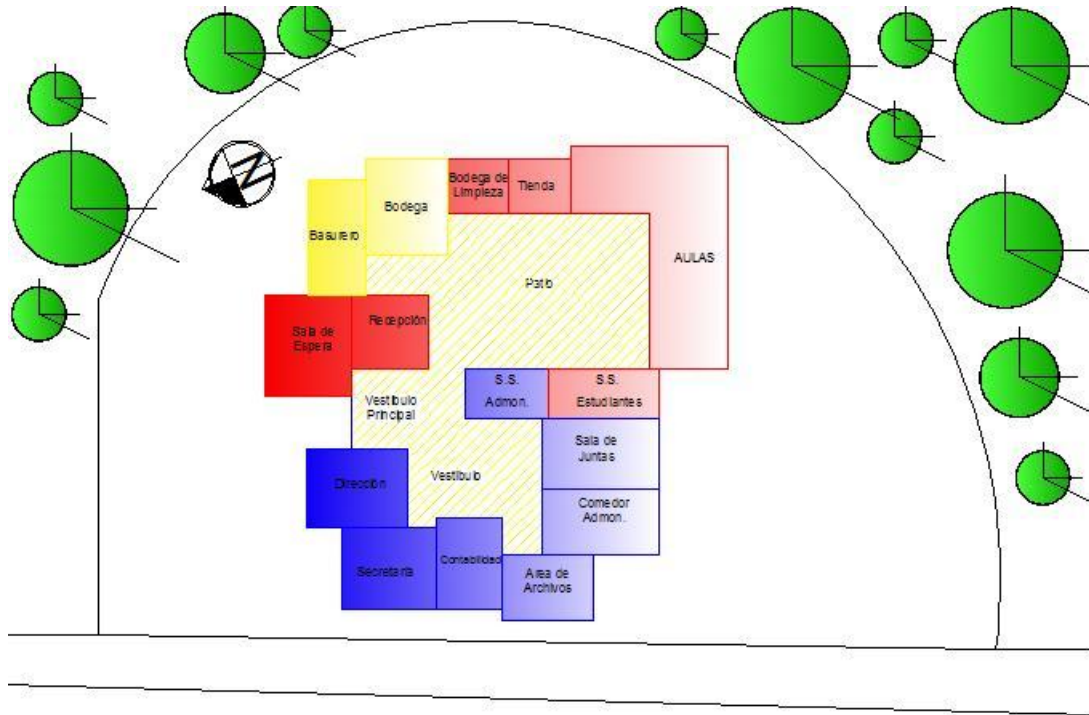 N
Bodega de
Limpieza
Tienda
Bodega
Basurero
AULAS
Patio
Recepción
Sala de
Espera
S.S.
Admon.
S.S.
Estudiantes
Vestíbulo
Principal
Sala de
Juntas
Vestíbulo
Dirección
Comedor
Admon.
Contabilidad
Secretaría
Area de
Archivos